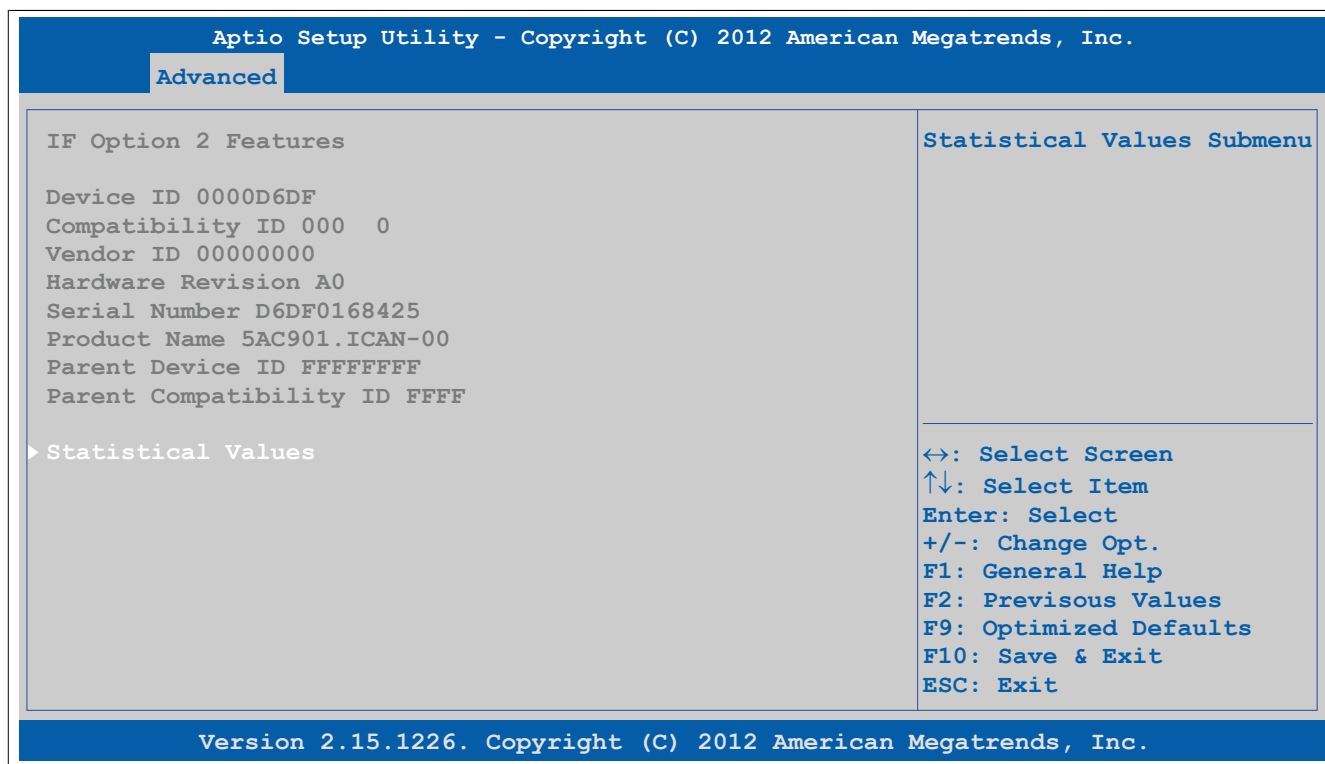 Aptio Setup Utility - Copyright (C) 2012 American Megatrends, Inc.
Advanced
IF Option 2 Features
Device ID 0000D6DF
Compatibility ID 000  0
Vendor ID 00000000
Hardware Revision A0
Serial Number D6DF0168425
Product Name 5AC901.ICAN-00
Parent Device ID FFFFFFFF
Parent Compatibility ID FFFF
▶ Statistical Values
Statistical Values Submenu
↔: Select Screen
↑↓: Select Item
Enter: Select
+/-: Change Opt.
F1: General Help
F2: Previsous Values
F9: Optimized Defaults
F10: Save & Exit
ESC: Exit
Version 2.15.1226. Copyright (C) 2012 American Megatrends, Inc.